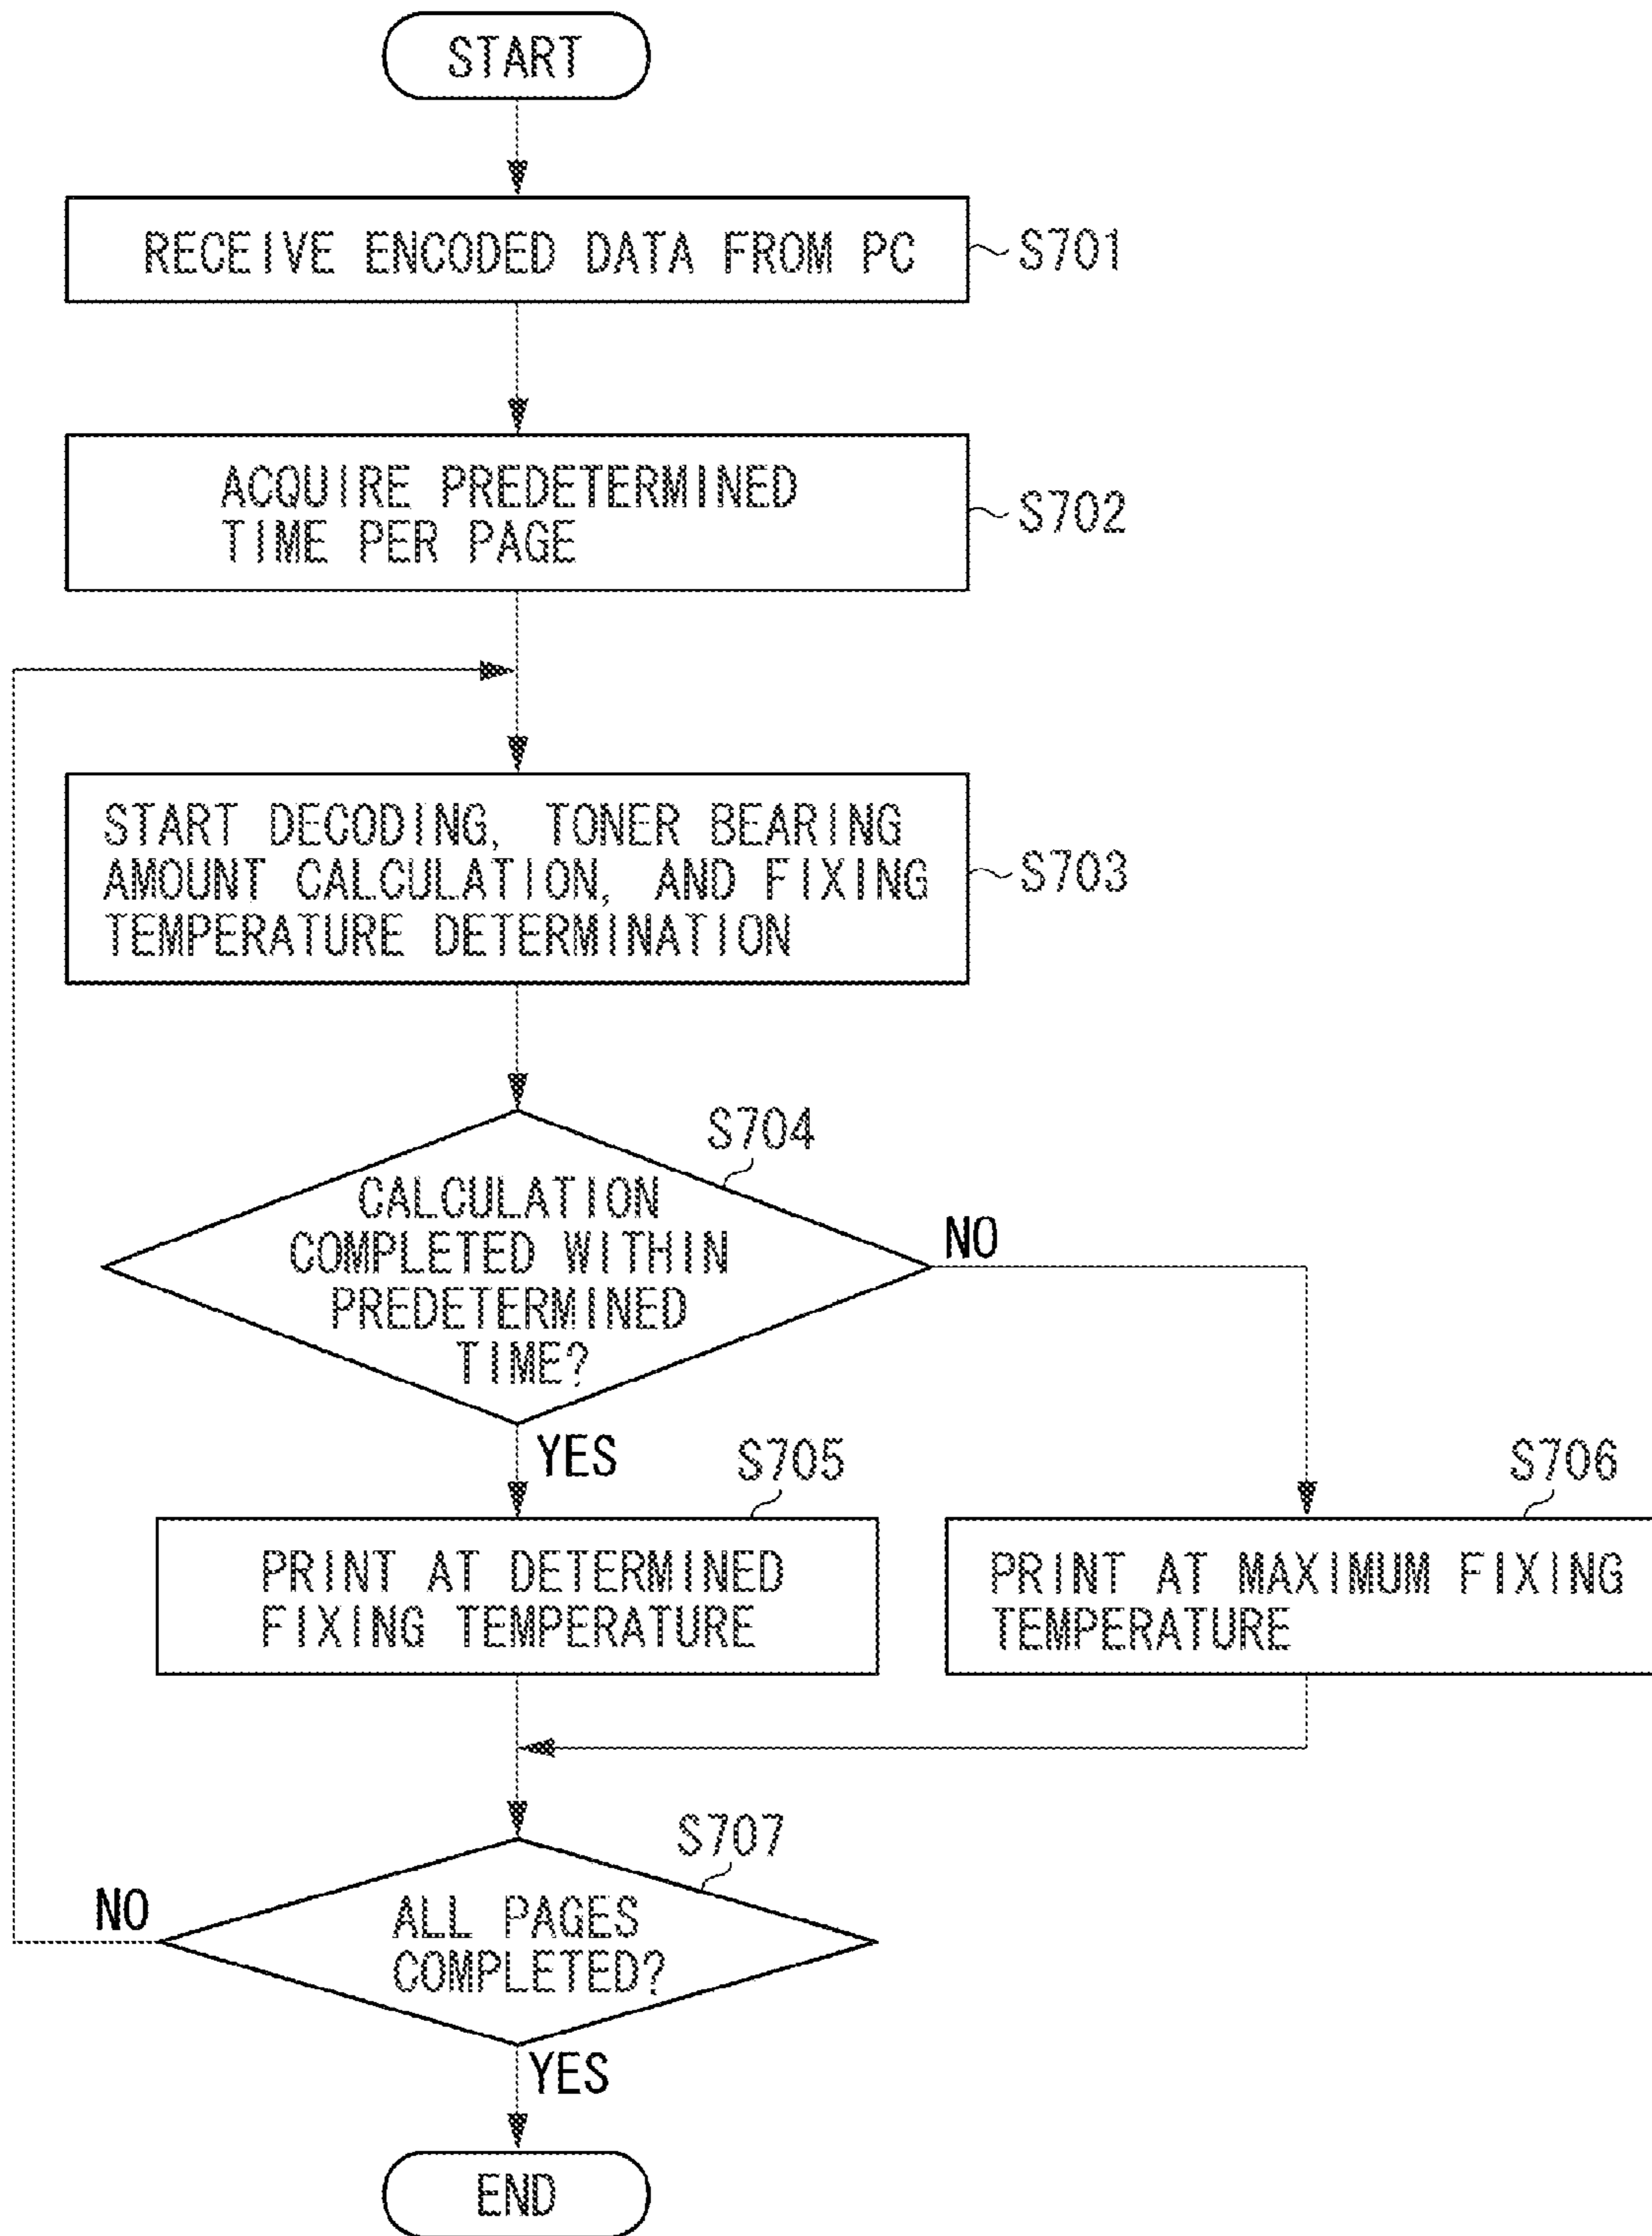 START
RECEIVE ENCODED DATA FROM PC
S701
ACQUIRE PREDETERMINED
TIME PER PAGE
S702
START DECODING, TONER BEARING
AMOUNT CALCULATION, AND FIXING
TEMPERATURE DETERMINATION
S703
S704
CALCULATION
COMPLETED WITHIN
PREDETERMINED
TIME?
NO
YES
S705
PRINT AT DETERMINED
FIXING TEMPERATURE
S706
PRINT AT MAXIMUM FIXING
TEMPERATURE
S707
ALL PAGES
COMPLETED?
NO
YES
END